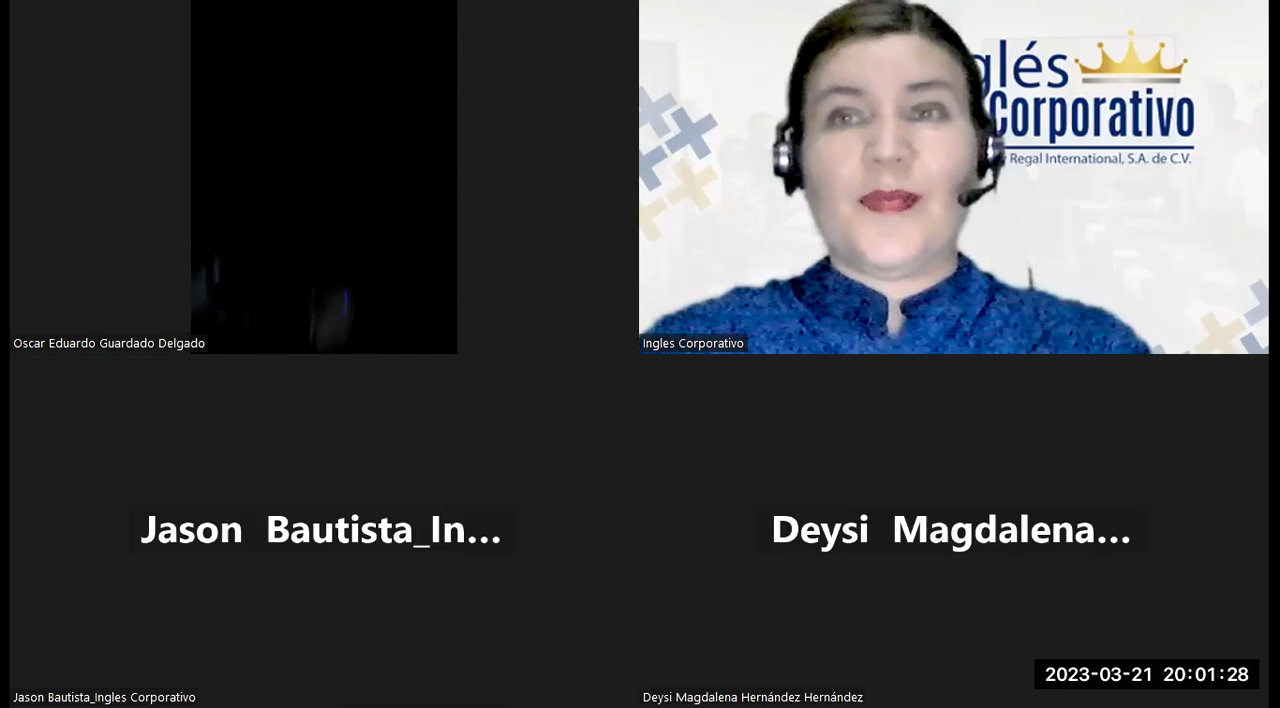 glés
Corporativo
y Regal International, S.A. de C.V.
Oscar Eduardo Guardado Delgado
Ingles Corporativo
Jason Bautista_In...
Deysi Magdalena...
2023-03-21 20:01:28
Jason Bautista_Ingles Corporativo
Deysi Magdalena Hernández Hernández